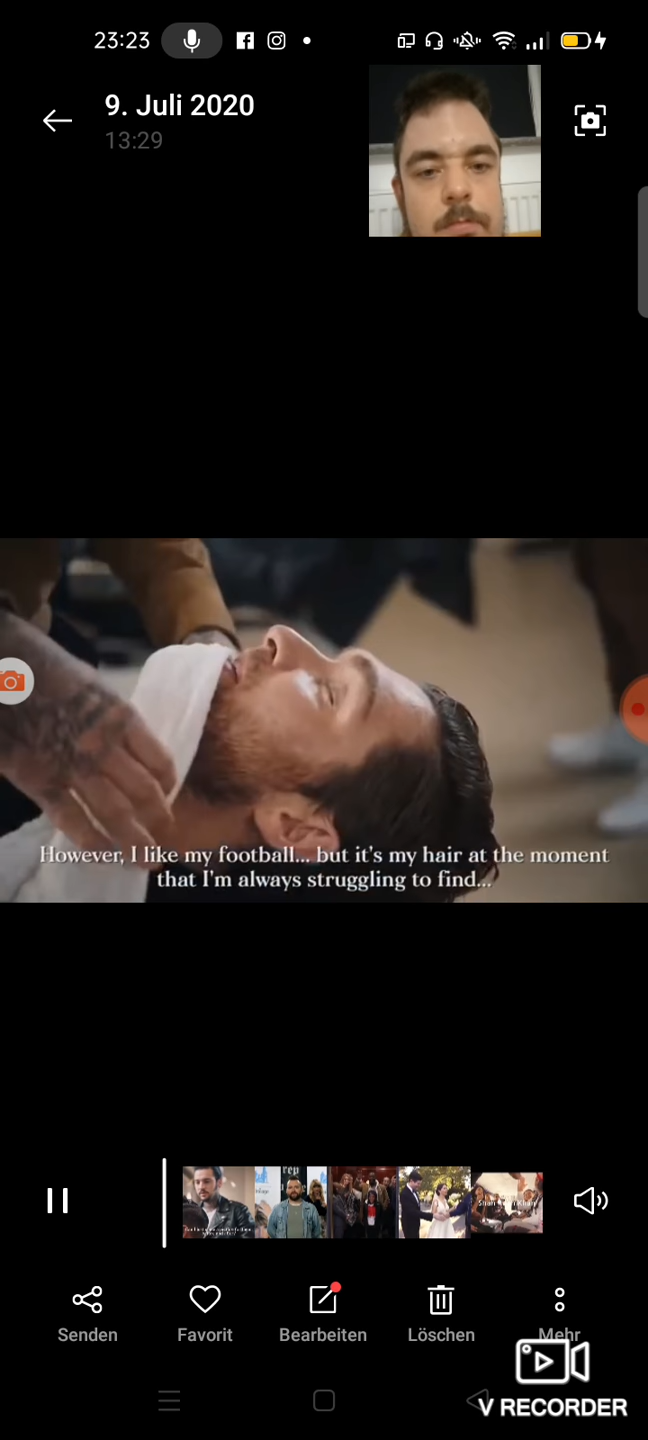 23:23
9. Juli 2020
13:29
However, I like my football... but it's my hair at the moment
that I'm always struggling to find...
Senden
Favorit
Bearbeiten
Löschen
Mehr
V RECORDER